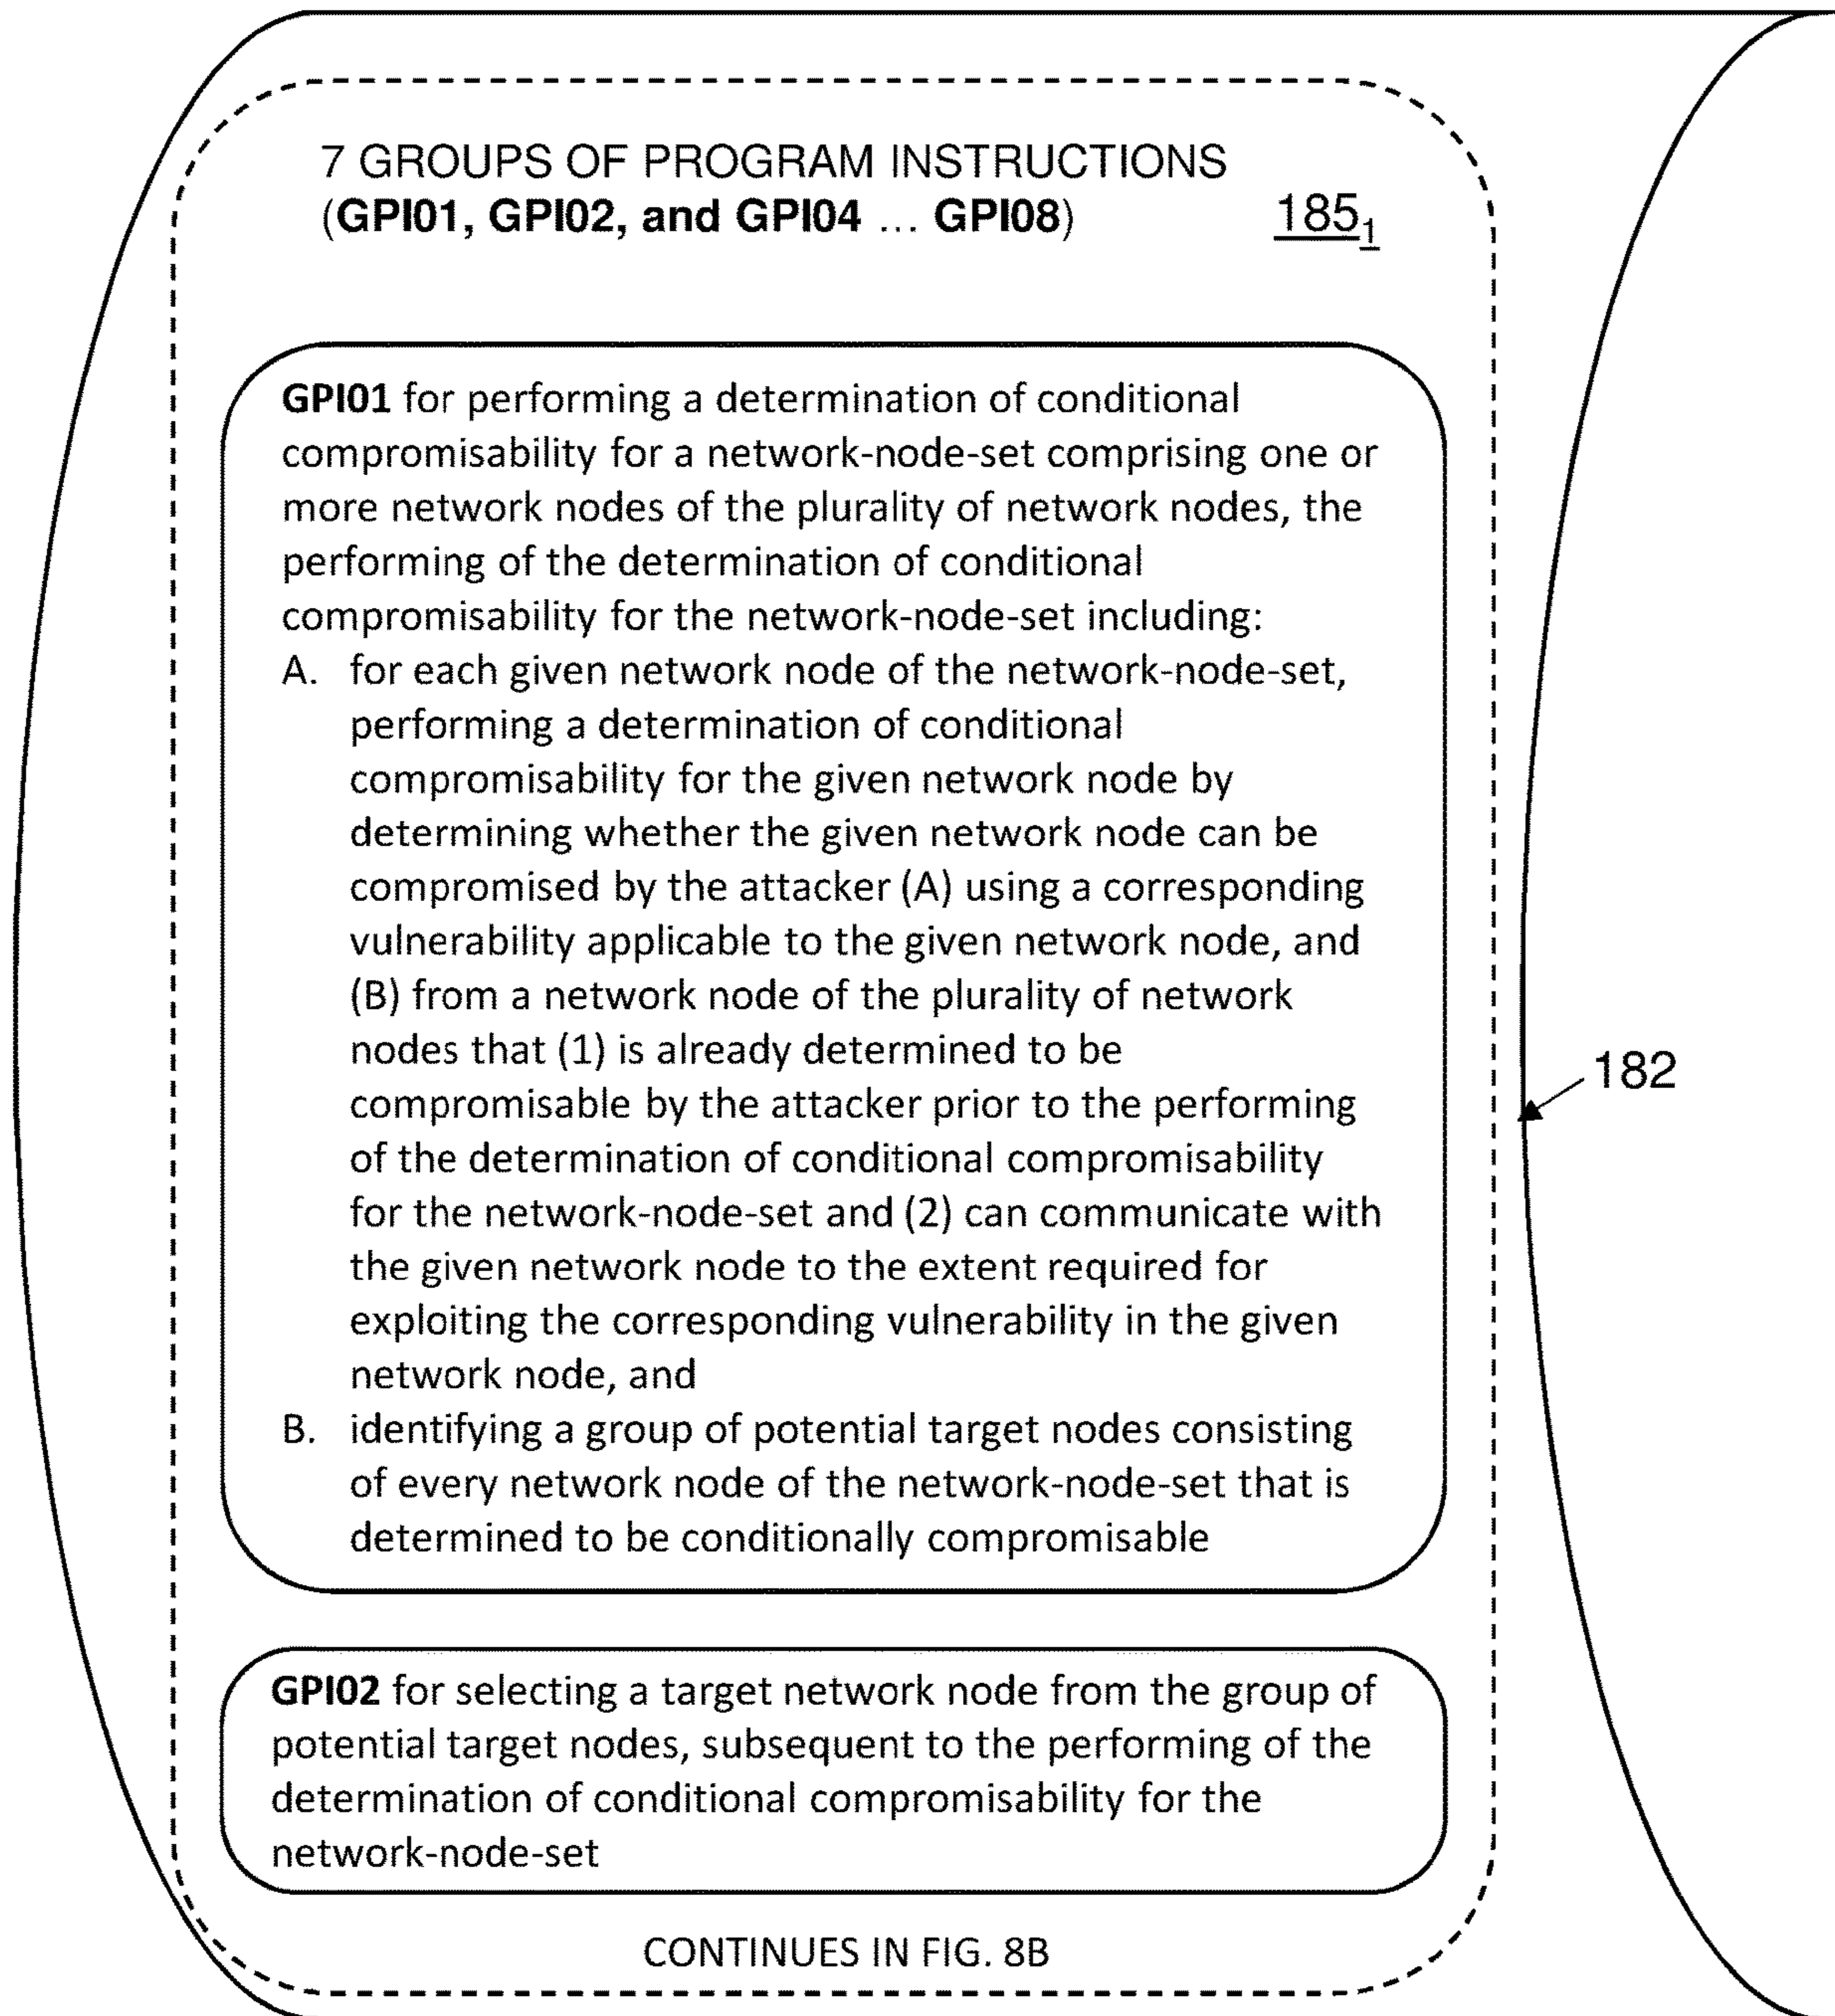 7 GROUPS OF PROGRAM INSTRUCTIONS
(GPI01, GPI02, and GPI04 ... GPI08) 185₁
GPI01 for performing a determination of conditional
compromisability for a network-node-set comprising one or
more network nodes of the plurality of network nodes, the
performing of the determination of conditional
compromisability for the network-node-set including:
A. for each given network node of the network-node-set,
performing a determination of conditional
compromisability for the given network node by
determining whether the given network node can be
compromised by the attacker (A) using a corresponding
vulnerability applicable to the given network node, and
(B) from a network node of the plurality of network
nodes that (1) is already determined to be
compromisable by the attacker prior to the performing
of the determination of conditional compromisability
for the network-node-set and (2) can communicate with
the given network node to the extent required for
exploiting the corresponding vulnerability in the given
network node, and
B. identifying a group of potential target nodes consisting
of every network node of the network-node-set that is
determined to be conditionally compromisable
182
GPI02 for selecting a target network node from the group of
potential target nodes, subsequent to the performing of the
determination of conditional compromisability for the
network-node-set
CONTINUES IN FIG. 8B